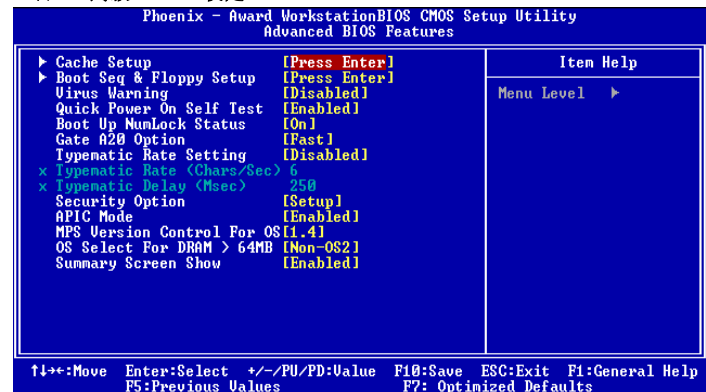 Phoenix - Award WorkstationBIOS CMOS Setup Utility
Advanced BIOS Features
▶ Cache Setup [Press Enter]
▶ Boot Seq & Floppy Setup [Press Enter]
Virus Warning [Disabled]
Quick Power On Self Test [Enabled]
Boot Up NumLock Status [On]
Gate A20 Option [Fast]
Typematic Rate Setting [Disabled]
x Typematic Rate (Chars/Sec) 6
x Typematic Delay (Msec) 250
Security Option [Setup]
APIC Mode [Enabled]
MPS Version Control For OS[1.4]
OS Select For DRAM > 64MB [Non-OS2]
Summary Screen Show [Enabled]
Item Help
Menu Level ▶
↑↓→←:Move Enter:Select +/-/PU/PD:Value F10:Save ESC:Exit F1:General Help
F5:Previous Values F7: Optimized Defaults